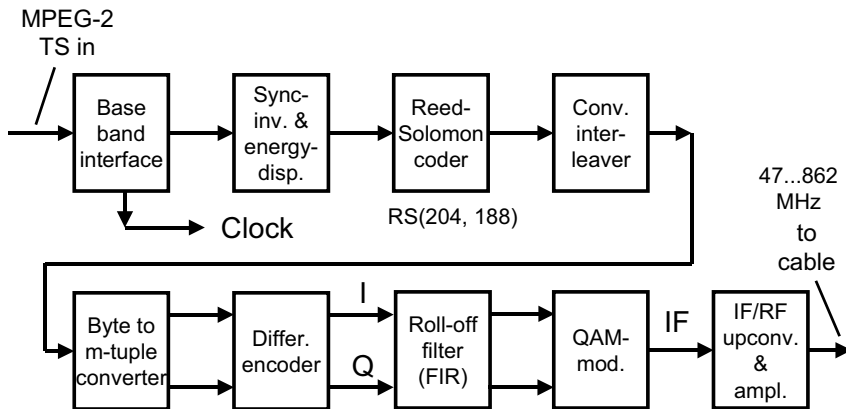 MPEG-2
TS in
Base
band
interface
Sync-
inv. &
energy-
disp.
Reed-
Solomon
coder
Conv.
inter-
leaver
Clock
RS(204, 188)
47...862
MHz
to
cable
Byte to
m-tuple
converter
Differ.
encoder
I
Q
Roll-off
filter
(FIR)
QAM-
mod.
IF
IF/RF
upconv.
&
ampl.